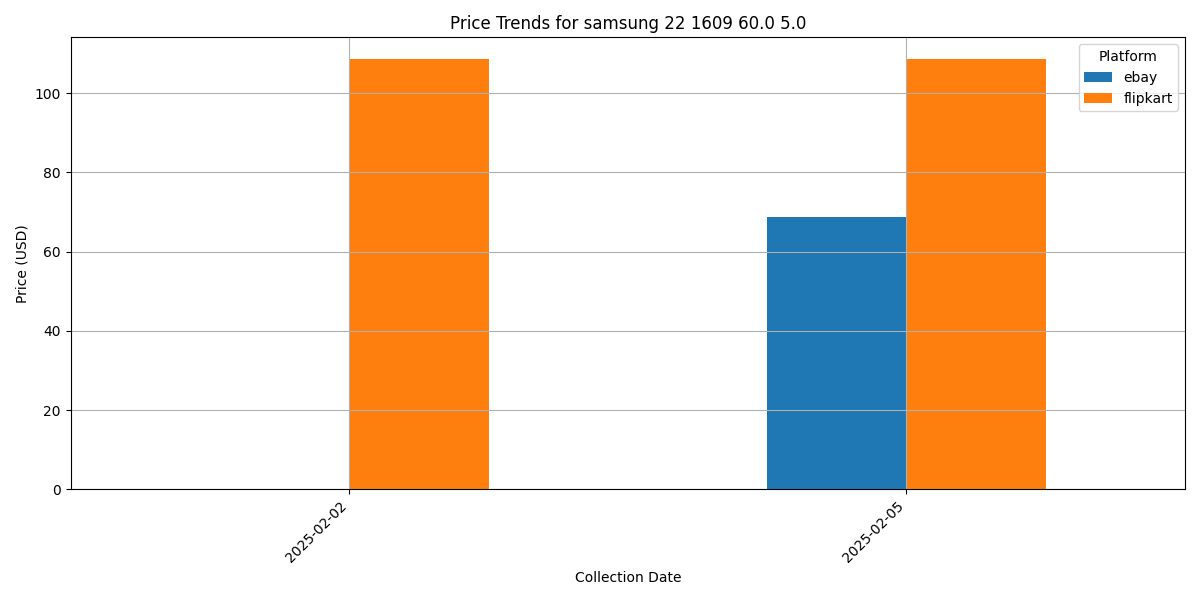 Price Trends for samsung 22 1609 60.0 5.0
Platform
ebay
flipkart
Price (USD)
100
80
60
40
20
0
2025-02-02
2025-02-05
Collection Date